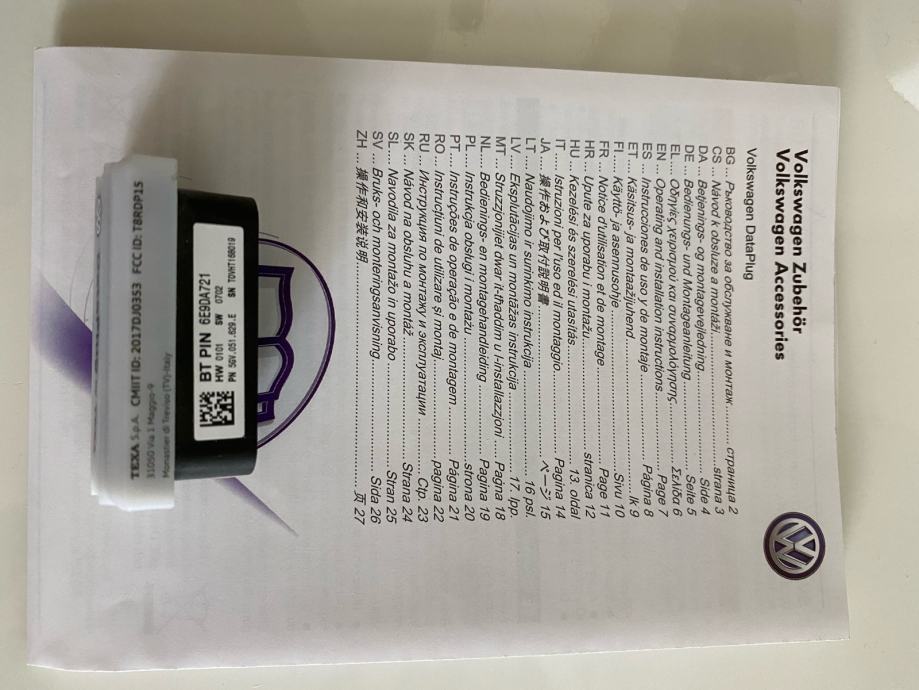 Volkswagen Zubehör
Volkswagen Accessories
Volkswagen DataPlug
BG ... Ръководство за обслужване и монтаж ........ страница 2
CS ... Návod k obsluze a montáži ........ strana 3
DA ... Betjenings- og montagevejledning ........ Side 4
DE ... Bedienungs- und Montageanleitung ........ Seite 5
EL ... Οδηγίες χειρισμού και συναρμολόγησης ........ Σελίδα 6
EN ... Operating and installation instructions ........ Page 7
ES ... Instrucciones de uso y de montaje ........ Página 8
ET ... Käsitsus- ja montaažijuhend ........ lk 9
FI ... Käyttö- ja asennusohje ........ Sivu 10
FR ... Notice d'utilisation et de montage ........ Page 11
HR ... Upute za uporabu i montažu ........ stranica 12
HU ... Kezelési és szerelési utasítás ........ 13. oldal
IT ... Istruzioni per l'uso ed il montaggio ........ Pagina 14
JA ... 操作および取付説明書 ........ ページ 15
LT ... Naudojimo ir surinkimo instrukcija ........ 16 psl.
LV ... Ekspluatācijas un montāžas instrukcija ........ 17. lpp.
MT ... Struzzjonijiet dwar it-tħaddim u l-installazzjoni ... Paġna 18
NL ... Bedienings- en montagehandleiding ........ Pagina 19
PL ... Instrukcja obsługi i montażu ........ strona 20
PT ... Instruções de operação e de montagem ........ Página 21
RO ... Instrucțiuni de utilizare și montaj ........ pagina 22
RU ... Инструкция по монтажу и эксплуатации ........ Стр. 23
SK ... Návod na obsluhu a montáž ........ Strana 24
SL ... Navodila za montažo in uporabo ........ Stran 25
SV ... Bruks- och monteringsanvisning ........ Sida 26
ZH ... 操作和安装说明 ........ 页 27
BT PIN 6E90A721
HW 0101 SW 0702
PN 5GV.051.629.E SN TDVHT168019
TEXA S.p.A. CMIIT ID: 2017DJ0353 FCC ID: T8RDP15
31050 Via 1 Maggio-9
Monastier di Treviso (TV)-Italy